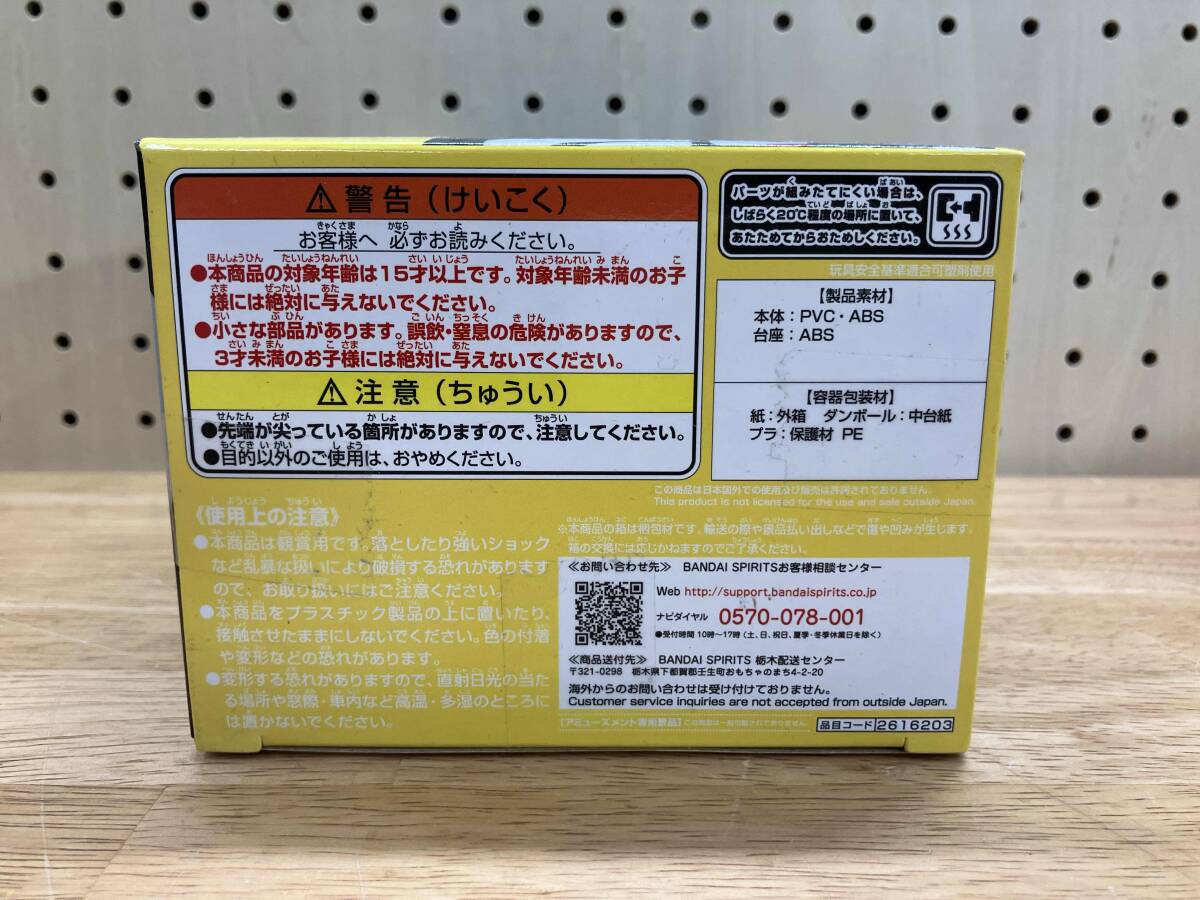 ⚠警告(けいこく)
お客様へ 必ずお読みください。
●本商品の対象年齢は15才以上です。対象年齢未満のお子
様には絶対に与えないでください。
●小さな部品があります。誤飲・窒息の危険がありますので、
3才未満のお子様には絶対に与えないでください。
⚠注意(ちゅうい)
●先端が尖っている箇所がありますので、注意してください。
●目的以外のご使用は、おやめください。
《使用上の注意》
●本商品は観賞用です。落としたり強いショック
など乱暴な扱いにより破損する恐れがあります
ので、お取り扱いにはご注意ください。
●本商品をプラスチック製品の上に置いたり、
接触させたままにしないでください。色の付着
や変形などの恐れがあります。
●変形する恐れがありますので、直射日光の当た
る場所や窓際・車内など高温・多湿のところに
は置かないでください。
パーツが組みたてにくい場合は、
しばらく20℃程度の場所に置いて、
あたためてからおためしください。
玩具安全基準適合可塑剤使用
【製品素材】
本体:PVC・ABS
台座:ABS
【容器包装材】
紙:外箱 ダンボール:中台紙
プラ:保護材 PE
この商品は日本国外での使用及び販売は許諾されておりません。
This product is not licensed for the use and sale outside Japan.
※本商品の箱は梱包材です。輸送の際や景品払い出しなどで傷や凹みが生じます。
箱の交換には応じかねますのでご了承ください。
≪お問い合わせ先≫ BANDAI SPIRITSお客様相談センター
Web http://support.bandaispirits.co.jp
ナビダイヤル 0570-078-001
●受付時間 10時〜17時(土、日、祝日、夏季・冬季休業日を除く)
≪商品送付先≫ BANDAI SPIRITS 栃木配送センター
〒321-0298 栃木県下都賀郡壬生町おもちゃのまち4-2-20
海外からのお問い合わせは受け付けておりません。
Customer service inquiries are not accepted from outside Japan.
【アミューズメント専用景品】この商品は一般市販されておりません。
品目コード 2616203